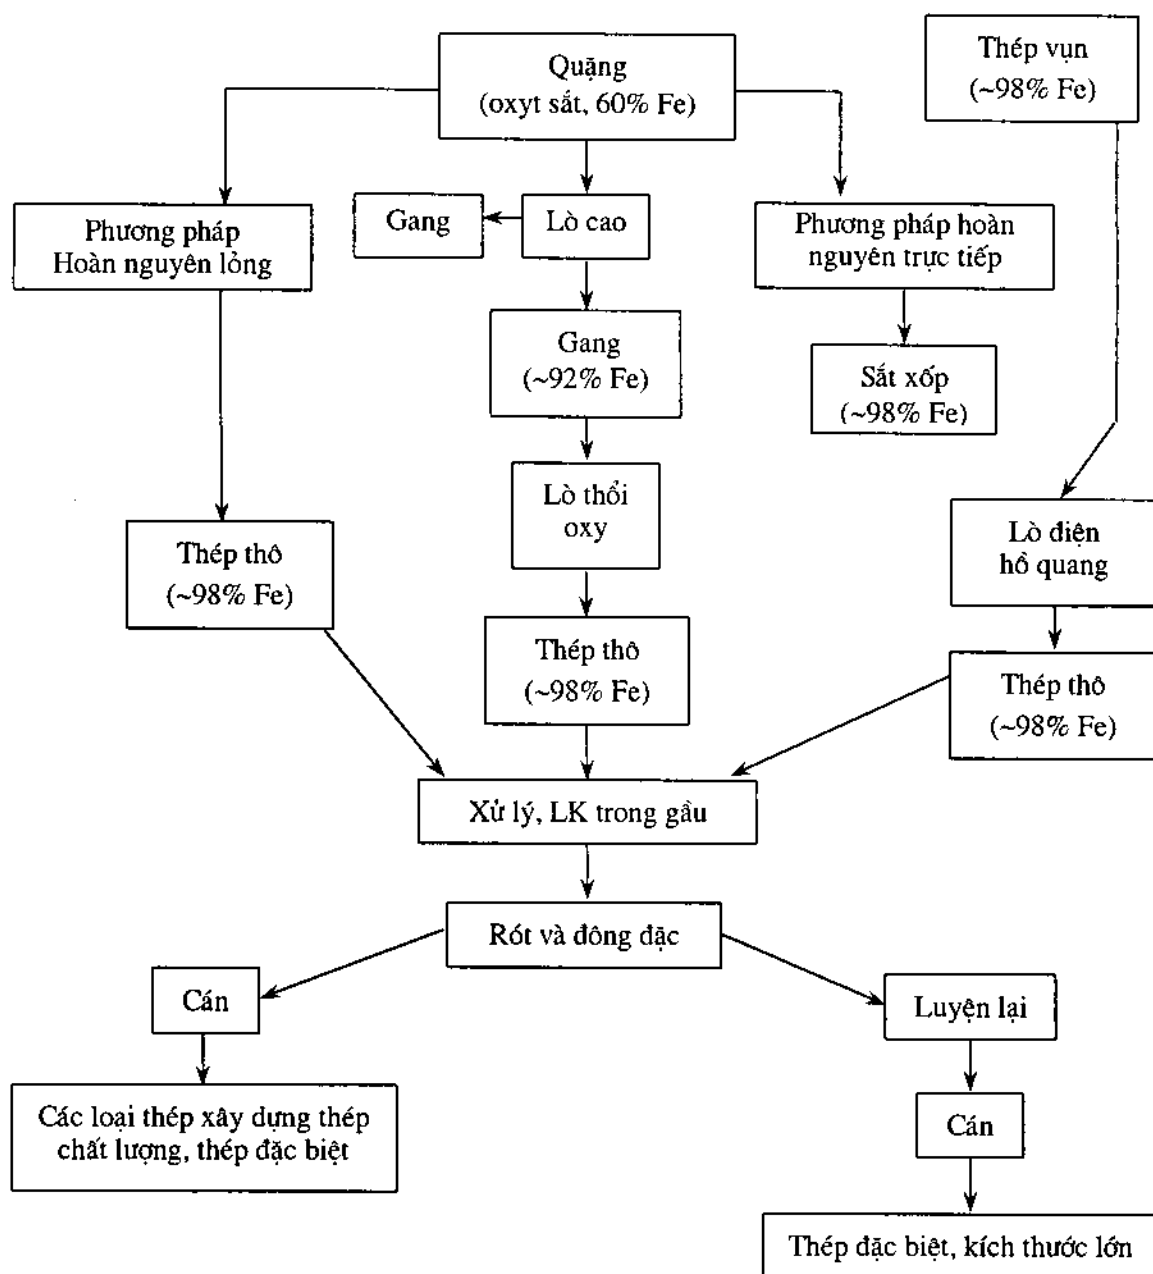 Quặng
(oxyt sắt, 60% Fe)
Thép vụn
(~98% Fe)
Phương pháp
Hoàn nguyên lỏng
Gang
Lò cao
Phương pháp hoàn
nguyên trực tiếp
Gang
(~92% Fe)
Sắt xốp
(~98% Fe)
Lò thổi
oxy
Lò điện
hồ quang
Thép thô
(~98% Fe)
Thép thô
(~98% Fe)
Thép thô
(~98% Fe)
Xử lý, LK trong gầu
Rót và đông đặc
Cán
Luyện lại
Các loại thép xây dựng thép
chất lượng, thép đặc biệt
Cán
Thép đặc biệt, kích thước lớn